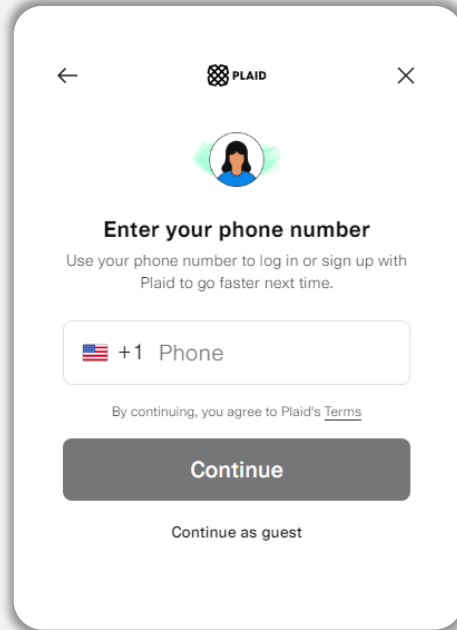 PLAID
Enter your phone number
Use your phone number to log in or sign up with
Plaid to go faster next time.
+1 Phone
By continuing, you agree to Plaid's Terms
Continue
Continue as guest